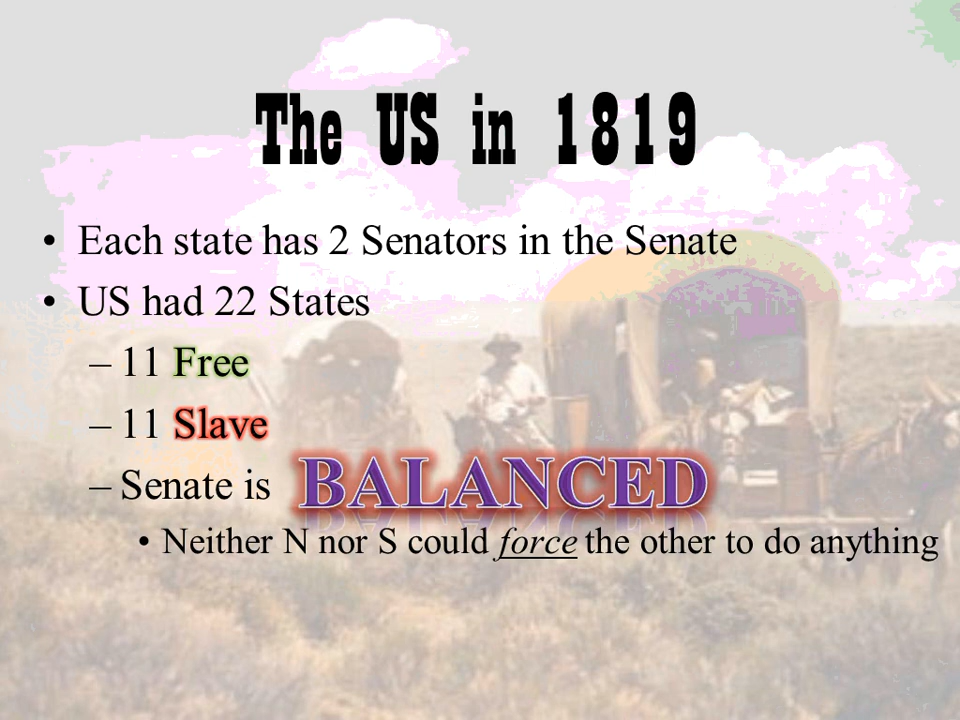 The US in 1819
• Each state has 2 Senators in the Senate
• US had 22 States
– 11 Free
– 11 Slave
– Senate is BALANCED
• Neither N nor S could force the other to do anything